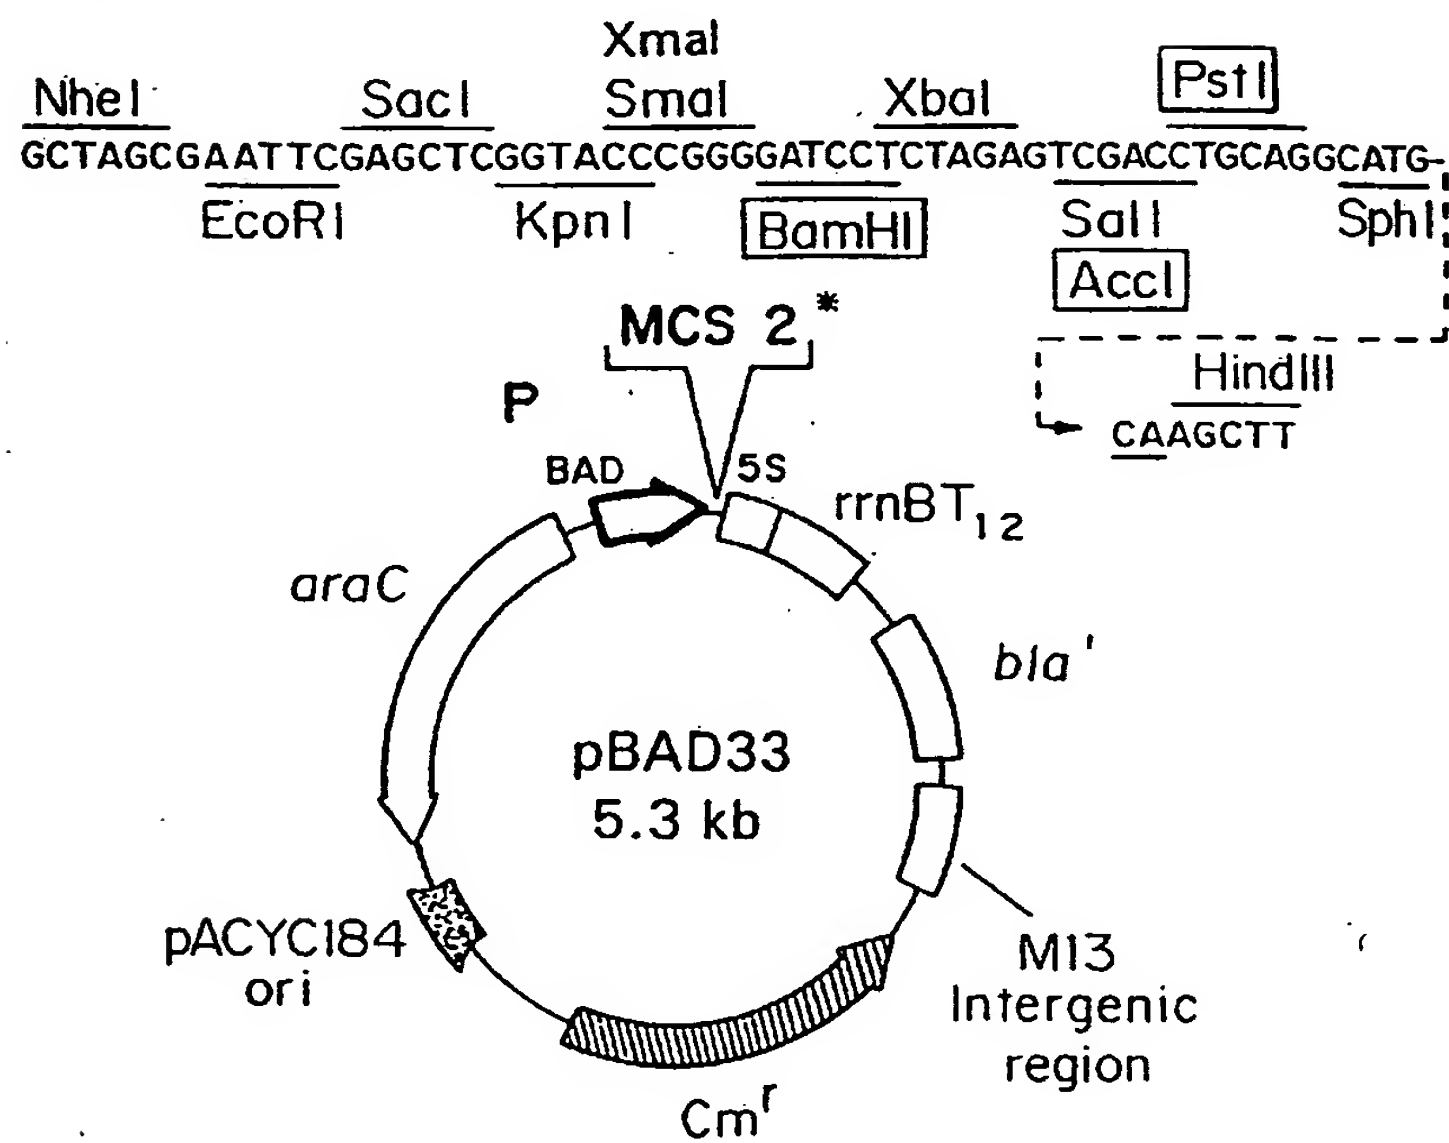 XmaI
NheI SacI SmaI XbaI PstI
GCTAGCGAATTCGAGCTCGGTACCCGGGGATCCTCTAGAGTCGACCTGCAGGCATG-
EcoRI KpnI BamHI SalI SphI
AccI
MCS 2*
HindIII
CAAGCTT
P
BAD 5S
rrnBT12
araC
bla'
pBAD33
5.3 kb
pACYC184
ori
M13
Intergenic
region
Cmr